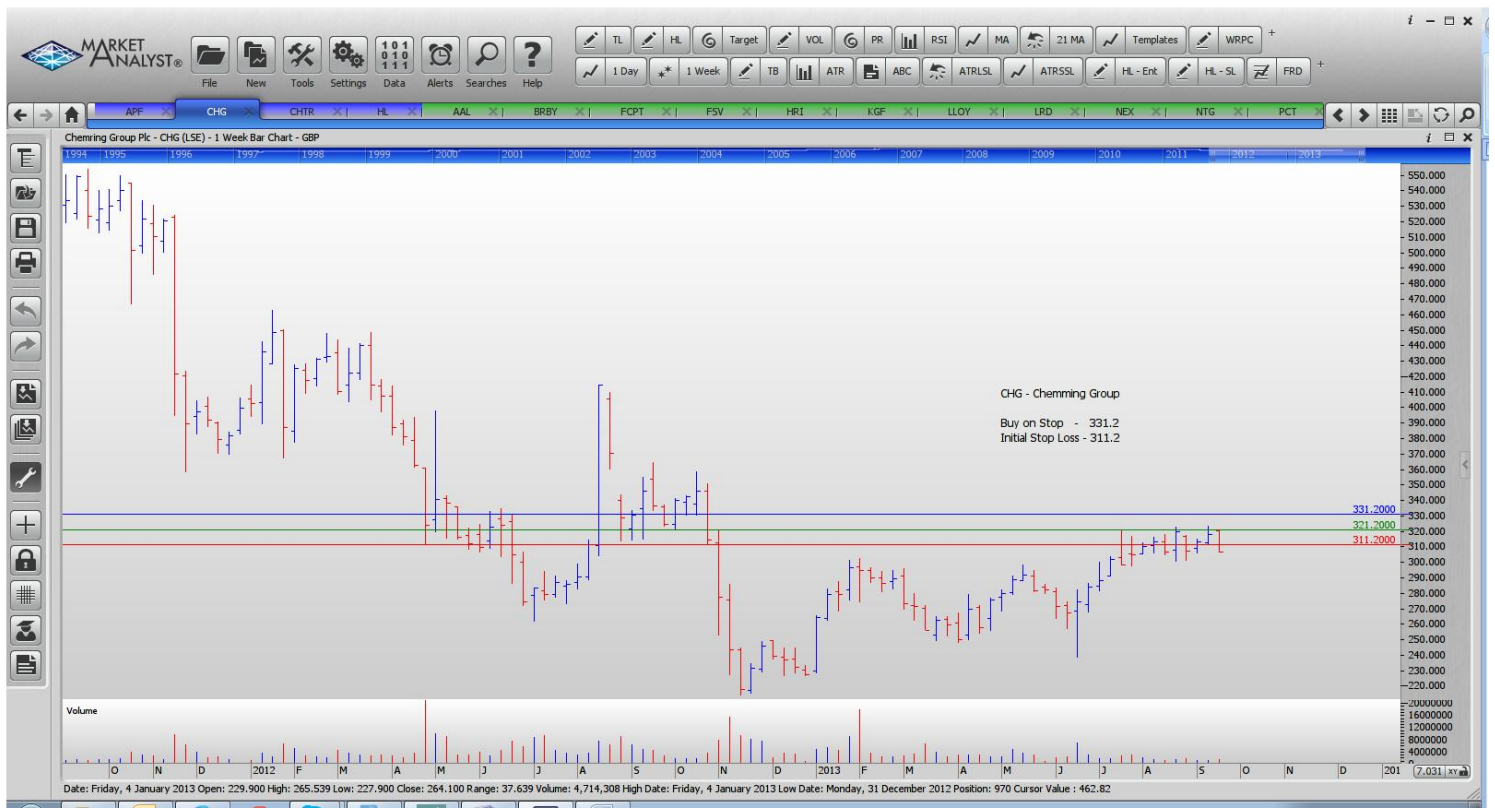 i
MARKET
ANALYST®
File New Tools Settings Data Alerts Searches Help
TL HL Target VOL PR RSI MA 21 MA Templates WRPC +
1 Day 1 Week TB ATR ABC ATRLSL ATRSSL HL - Ent HL - SL FRD +
APF CHG CHTR HL AAL BRBY FCPT FSV HRI KGF LLOY LRD NEX NTG PCT
Chemring Group Plc - CHG (LSE) - 1 Week Bar Chart - GBP
i
1994 1995 1996 1997 1998 1999 2000 2001 2002 2003 2004 2005 2006 2007 2008 2009 2010 2011 2012 2013
550.000
540.000
530.000
520.000
510.000
500.000
490.000
480.000
470.000
460.000
450.000
440.000
430.000
420.000
410.000
400.000
390.000
380.000
370.000
360.000
350.000
340.000
330.000
320.000
310.000
300.000
290.000
280.000
270.000
260.000
250.000
240.000
230.000
220.000
CHG - Chemming Group
Buy on Stop - 331.2
Initial Stop Loss - 311.2
331.2000
321.2000
311.2000
Volume
20000000
16000000
12000000
8000000
4000000
0
O N D 2012 F M A M J J A S O N D 2013 F M A M J J A S O N D 201
7.031 XY
Date: Friday, 4 January 2013 Open: 229.900 High: 265.539 Low: 227.900 Close: 264.100 Range: 37.639 Volume: 4,714,308 High Date: Friday, 4 January 2013 Low Date: Monday, 31 December 2012 Position: 970 Cursor Value : 462.82